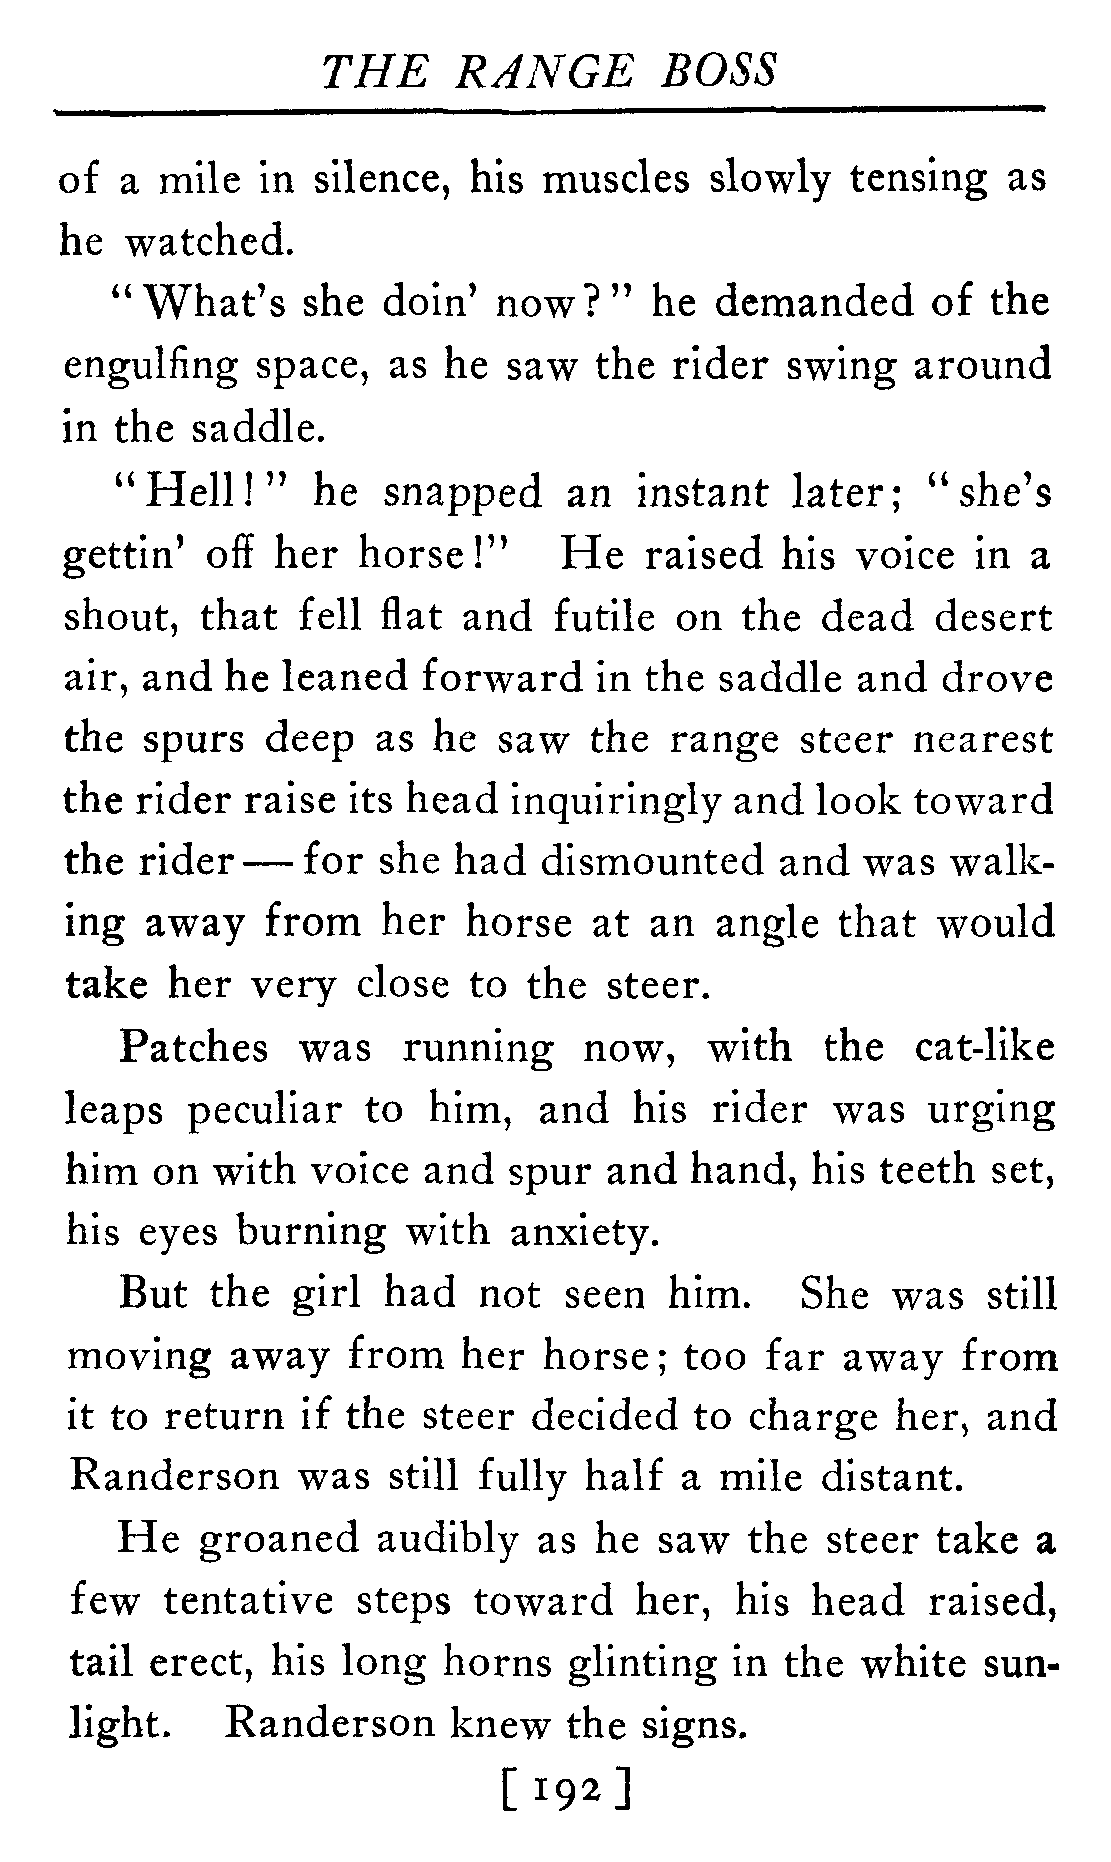 THE RANGE BOSS
of a mile in silence, his muscles slowly tensing as
he watched.
"What's she doin' now?" he demanded of the
engulfing space, as he saw the rider swing around
in the saddle.
"Hell!" he snapped an instant later; "she's
gettin' off her horse!" He raised his voice in a
shout, that fell flat and futile on the dead desert
air, and he leaned forward in the saddle and drove
the spurs deep as he saw the range steer nearest
the rider raise its head inquiringly and look toward
the rider — for she had dismounted and was walk-
ing away from her horse at an angle that would
take her very close to the steer.
Patches was running now, with the cat-like
leaps peculiar to him, and his rider was urging
him on with voice and spur and hand, his teeth set,
his eyes burning with anxiety.
But the girl had not seen him. She was still
moving away from her horse; too far away from
it to return if the steer decided to charge her, and
Randerson was still fully half a mile distant.
He groaned audibly as he saw the steer take a
few tentative steps toward her, his head raised,
tail erect, his long horns glinting in the white sun-
light. Randerson knew the signs.
[ 192 ]